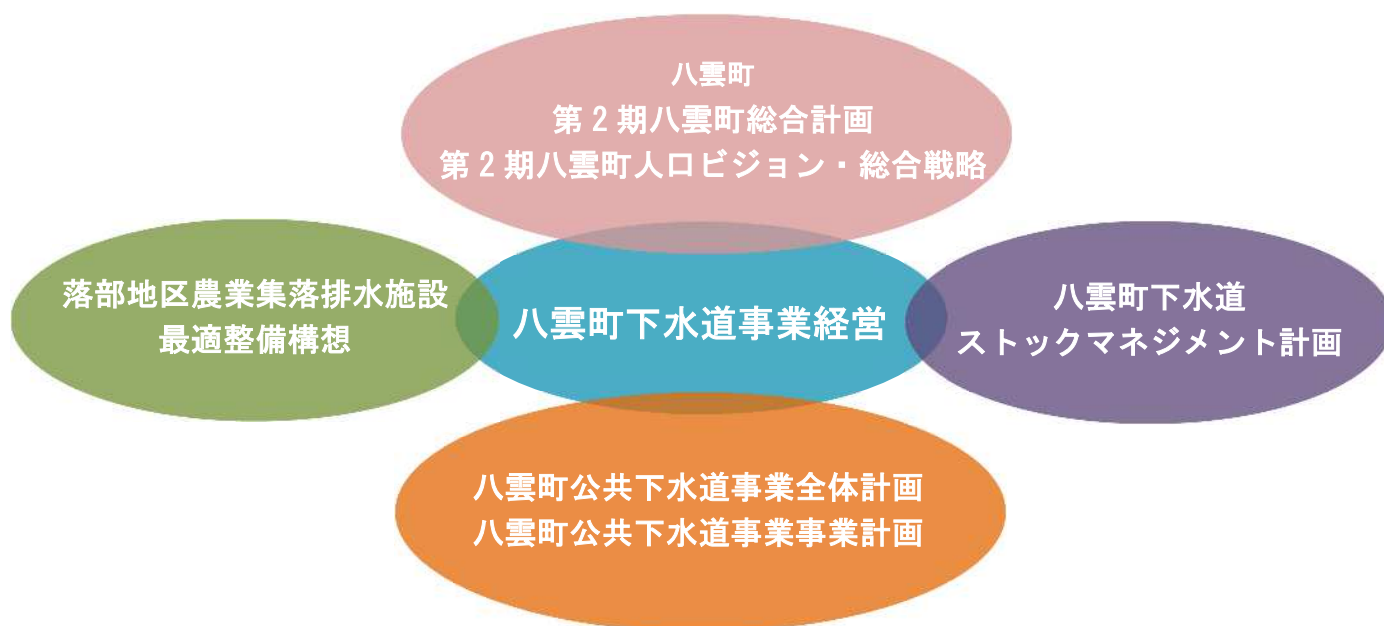 八雲町
第２期八雲町総合計画
第２期八雲町人口ビジョン・総合戦略
落部地区農業集落排水施設
最適整備構想
八雲町下水道事業経営
八雲町下水道
ストックマネジメント計画
八雲町公共下水道事業全体計画
八雲町公共下水道事業事業計画